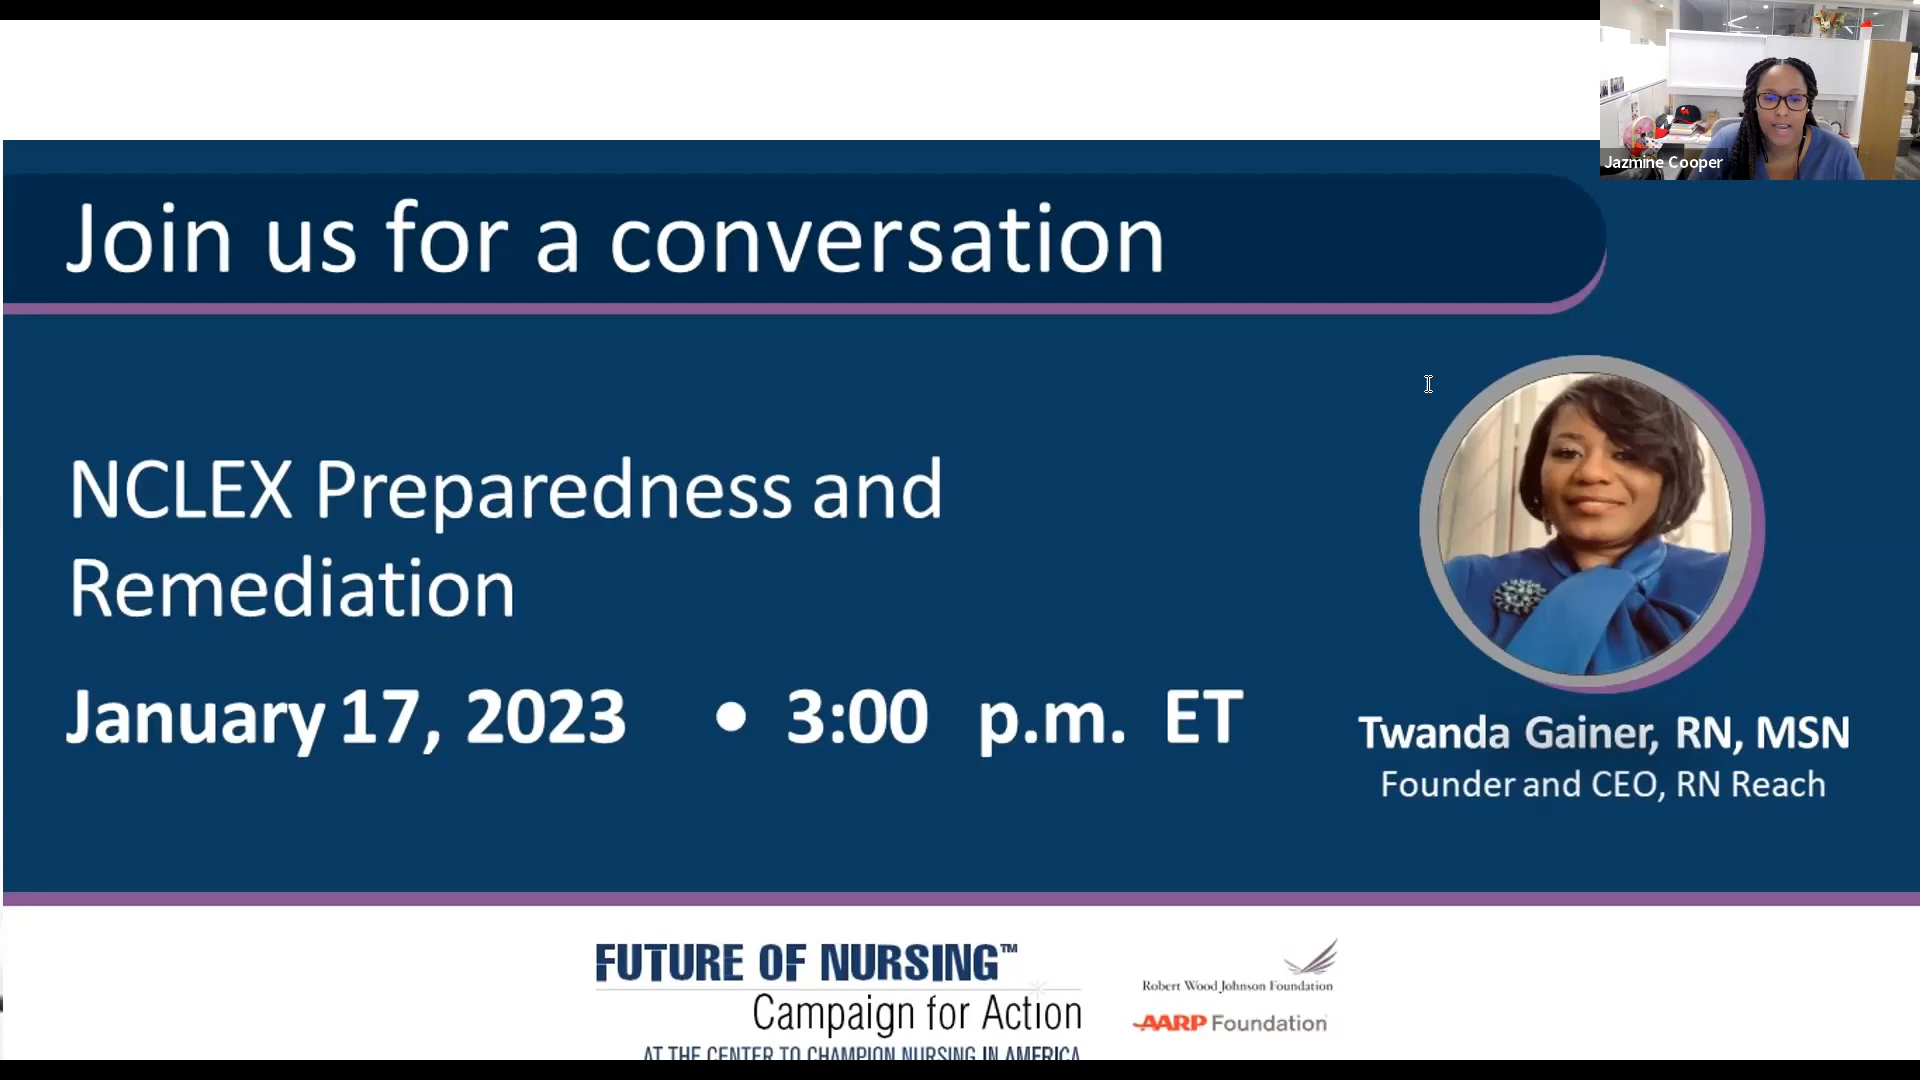 Jazmine Cooper
Join us for a conversation
NCLEX Preparedness and
Remediation
January 17, 2023 • 3:00 p.m. ET
Twanda Gainer, RN, MSN
Founder and CEO, RN Reach
FUTURE OF NURSING™
Campaign for Action
AT THE CENTER TO CHAMPION NURSING IN AMERICA
Robert Wood Johnson Foundation
AARP Foundation